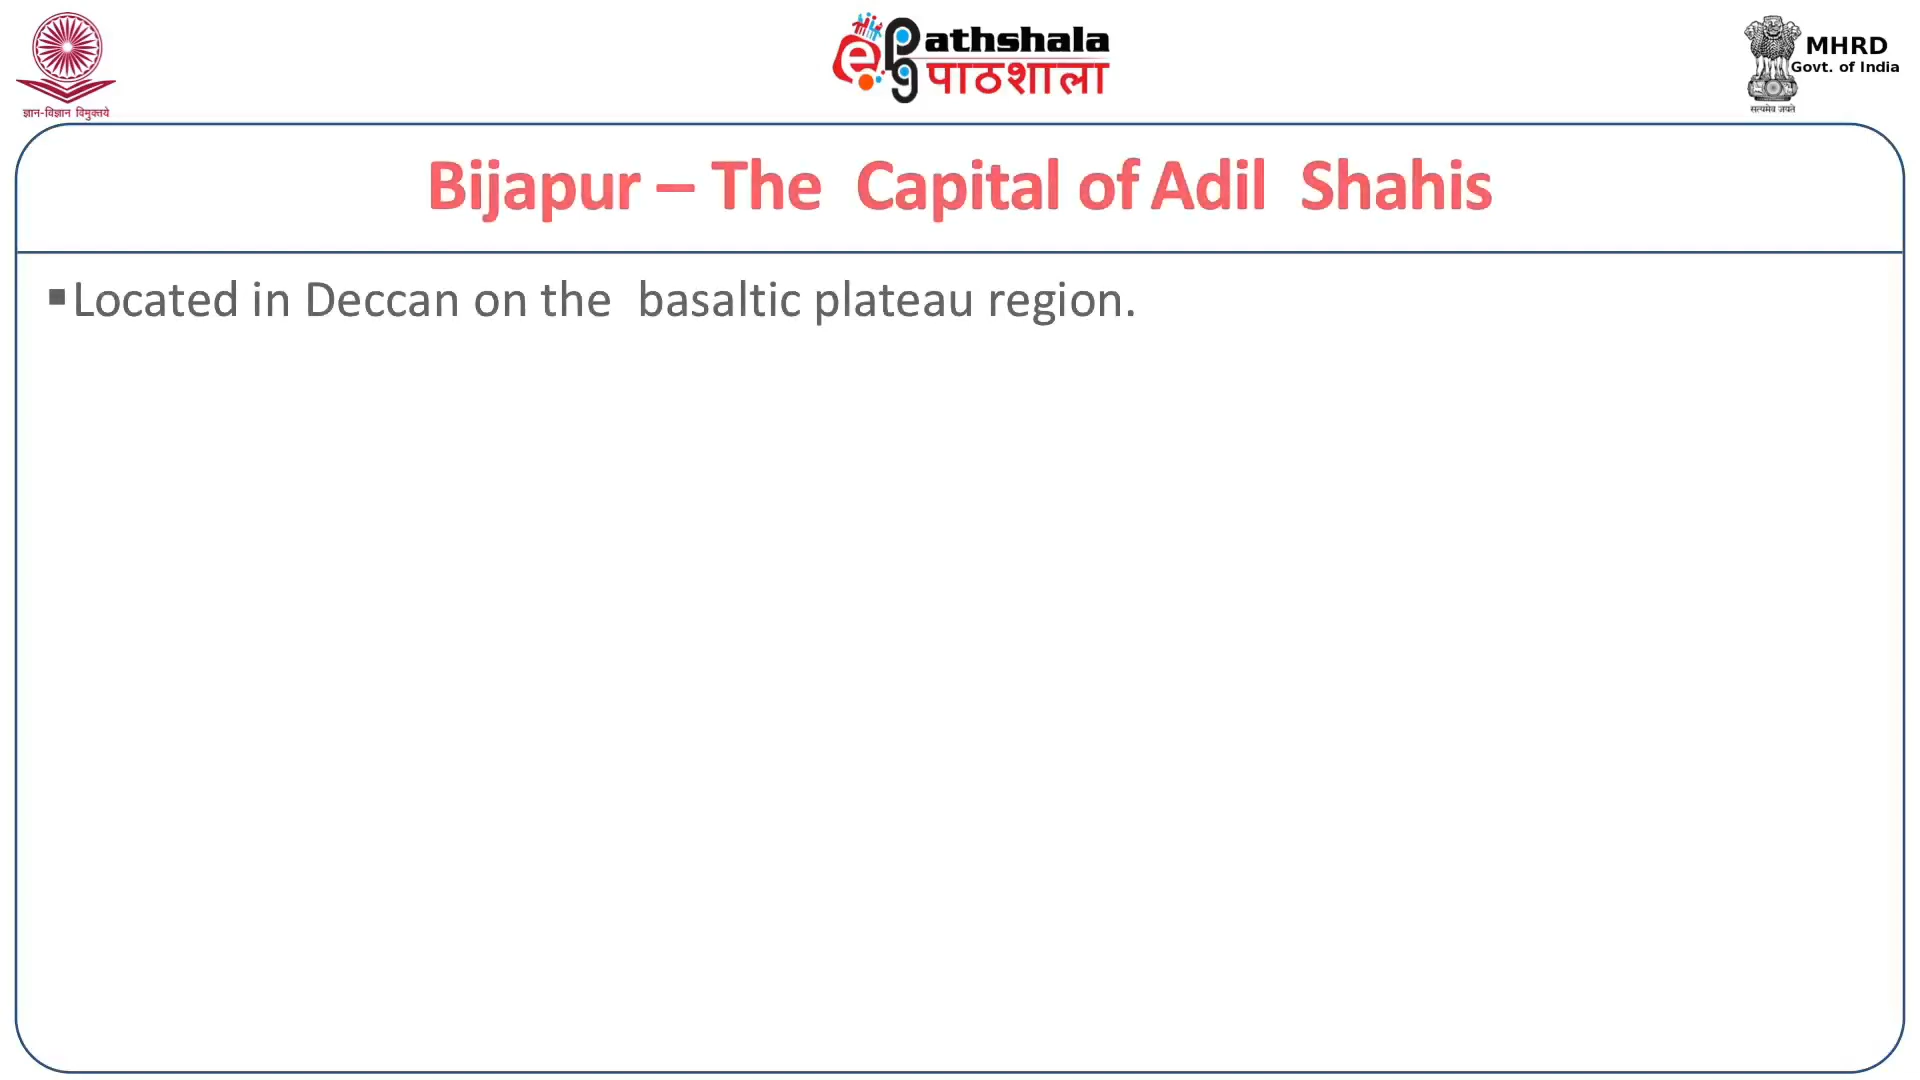 ज्ञान-विज्ञान विमुक्तये
ePathshala
पाठशाला
MHRD
Govt. of India
सत्यमेव जयते
Bijapur – The Capital of Adil Shahis
▪Located in Deccan on the basaltic plateau region.